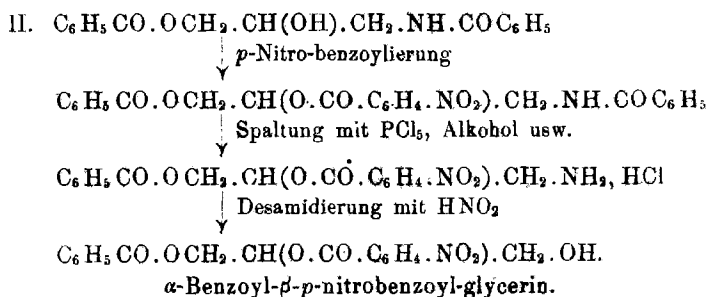 II. C₆H₅CO.OCH₂.CH(OH).CH₂.NH.COC₆H₅
p-Nitro-benzoylierung
C₆H₅CO.OCH₂.CH(O.CO.C₆H₄.NO₂).CH₂.NH.COC₆H₅
Spaltung mit PCl₅, Alkohol usw.
C₆H₅CO.OCH₂.CH(O.CO.C₆H₄.NO₂).CH₂.NH₂, HCl
Desamidierung mit HNO₂
C₆H₅CO.OCH₂.CH(O.CO.C₆H₄.NO₂).CH₂.OH.
α-Benzoyl-β-p-nitrobenzoyl-glycerin.